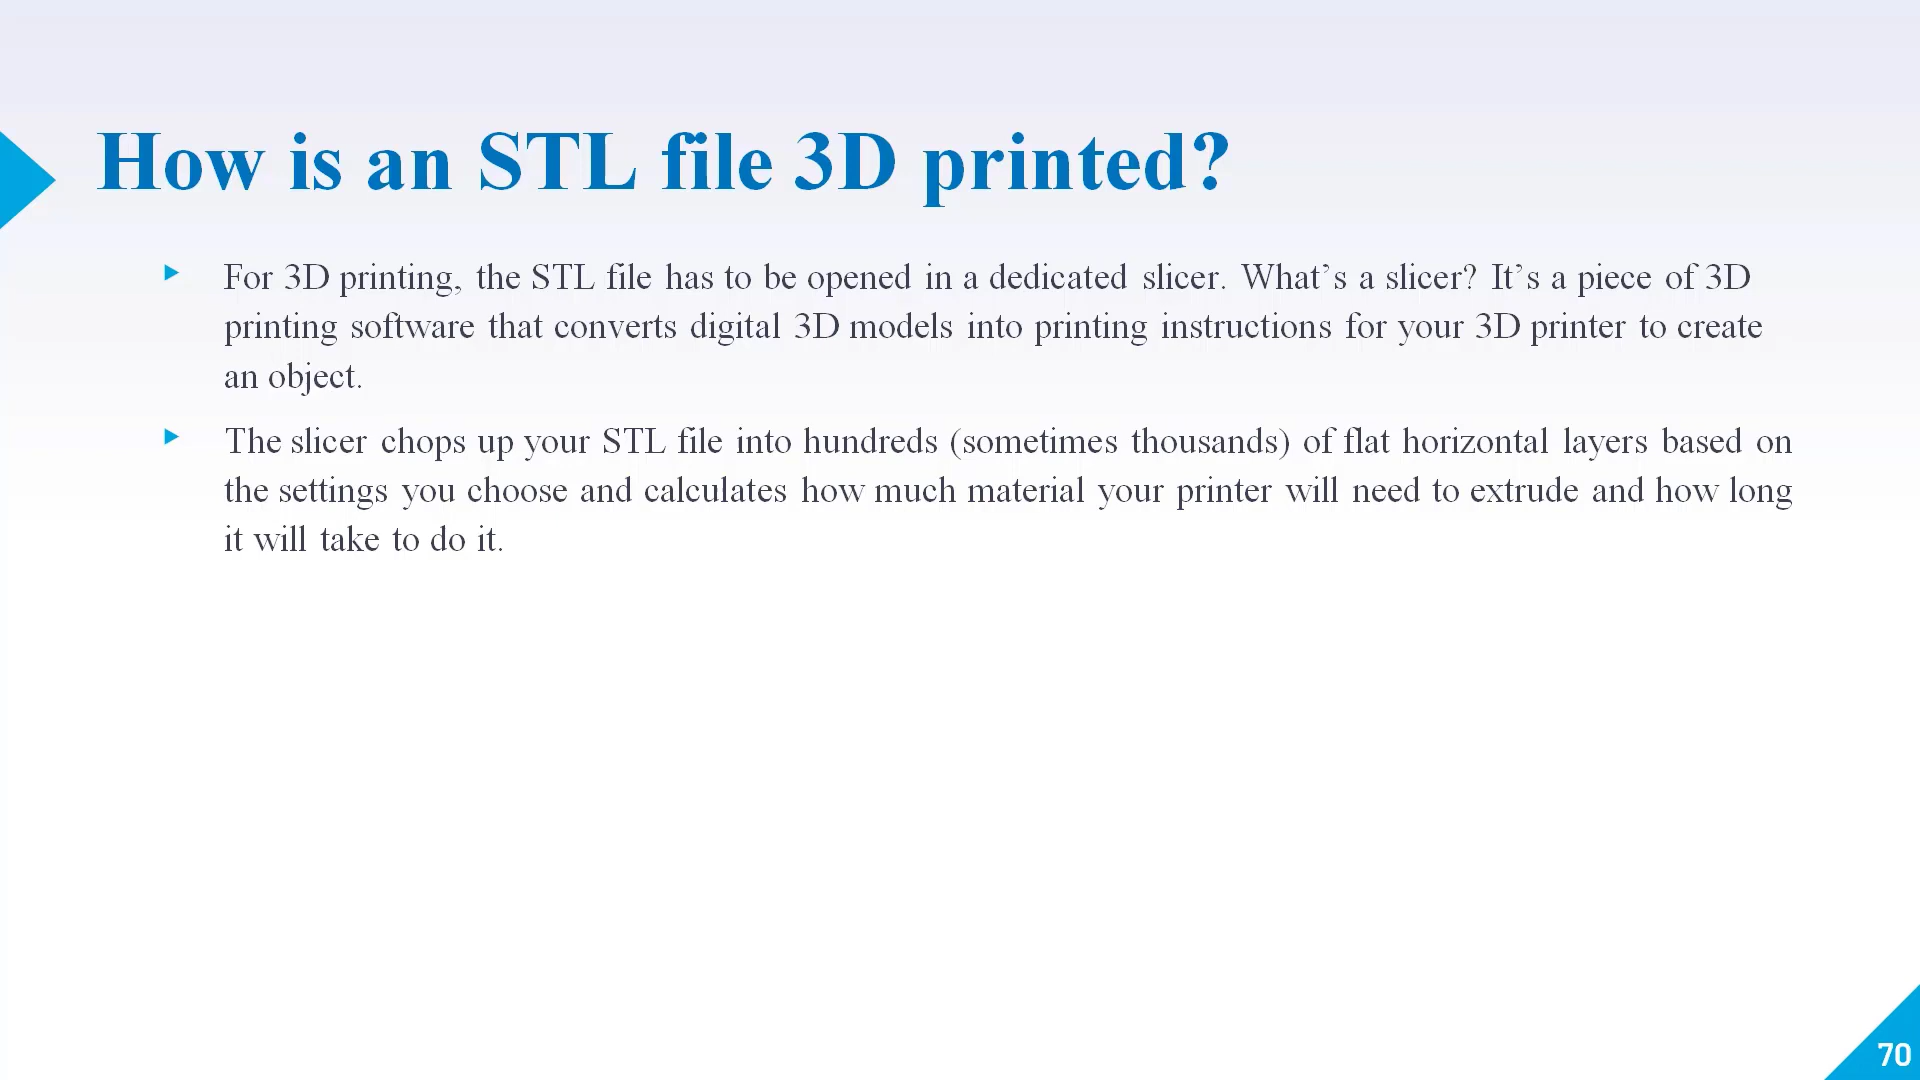 How is an STL file 3D printed?
For 3D printing, the STL file has to be opened in a dedicated slicer. What’s a slicer? It’s a piece of 3D
printing software that converts digital 3D models into printing instructions for your 3D printer to create
an object.
The slicer chops up your STL file into hundreds (sometimes thousands) of flat horizontal layers based on
the settings you choose and calculates how much material your printer will need to extrude and how long
it will take to do it.
70